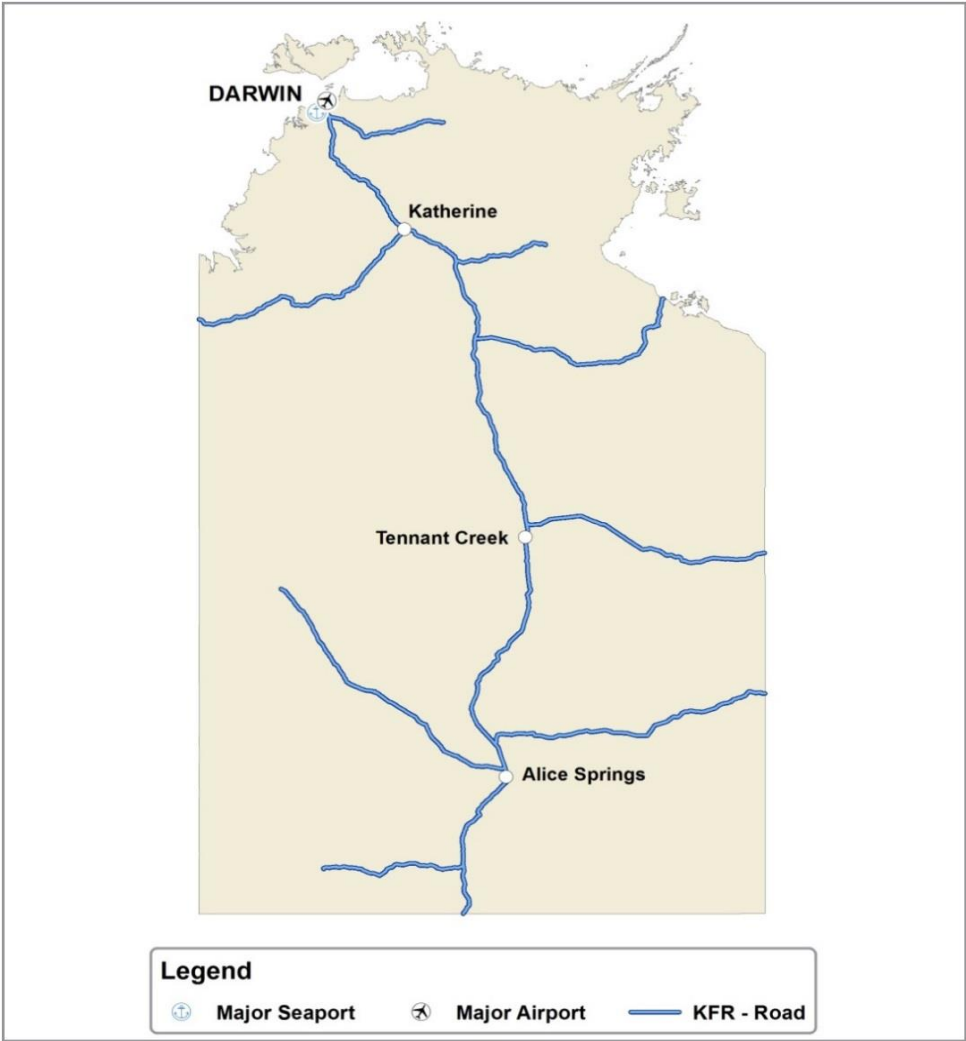 DARWIN
Katherine
Tennant Creek
Alice Springs
Legend
Major Seaport
Major Airport
KFR - Road